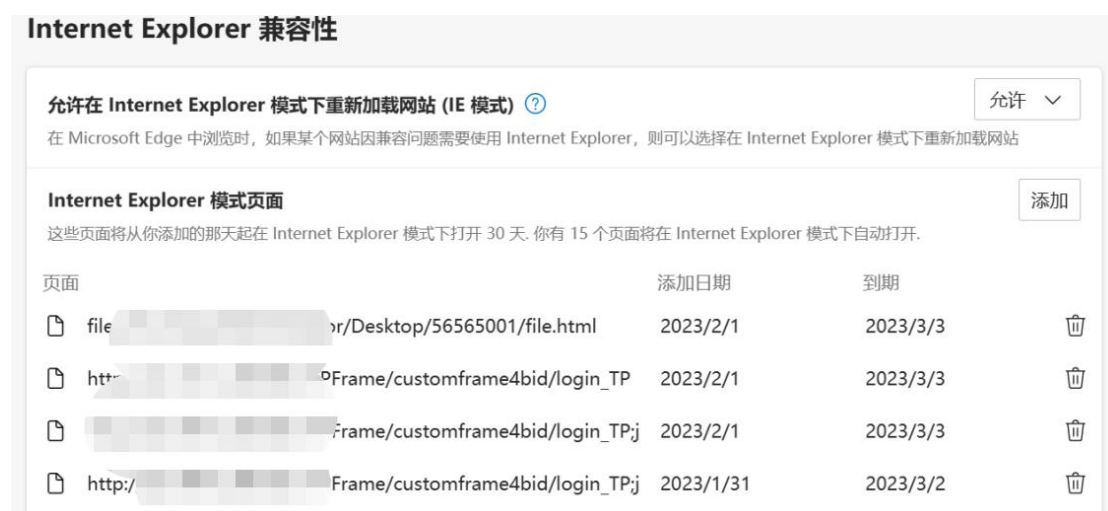 Internet Explorer 兼容性
允许在 Internet Explorer 模式下重新加载网站 (IE 模式)
允许
在 Microsoft Edge 中浏览时，如果某个网站因兼容问题需要使用 Internet Explorer，则可以选择在 Internet Explorer 模式下重新加载网站
Internet Explorer 模式页面
添加
这些页面将从你添加的那天起在 Internet Explorer 模式下打开 30 天. 你有 15 个页面将在 Internet Explorer 模式下自动打开.
页面 添加日期 到期
file r/Desktop/56565001/file.html 2023/2/1 2023/3/3
Frame/customframe4bid/login_TP 2023/2/1 2023/3/3
Frame/customframe4bid/login_TP;j 2023/2/1 2023/3/3
http:/ Frame/customframe4bid/login_TP;j 2023/1/31 2023/3/2